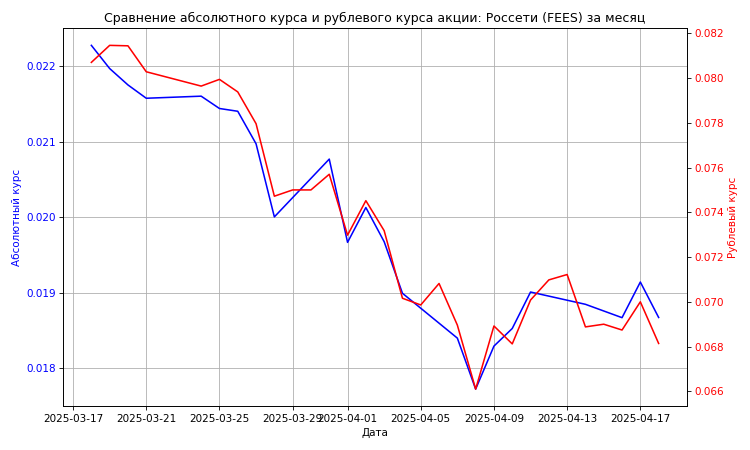 Сравнение абсолютного курса и рублевого курса акции: Россети (FEES) за месяц
0.022
0.021
0.020
0.019
0.018
Абсолютный курс
0.082
0.080
0.078
0.076
0.074
0.072
0.070
0.068
0.066
Рублевый курс
2025-03-17 2025-03-21 2025-03-25 2025-03-29 2025-04-01 2025-04-05 2025-04-09 2025-04-13 2025-04-17
Дата